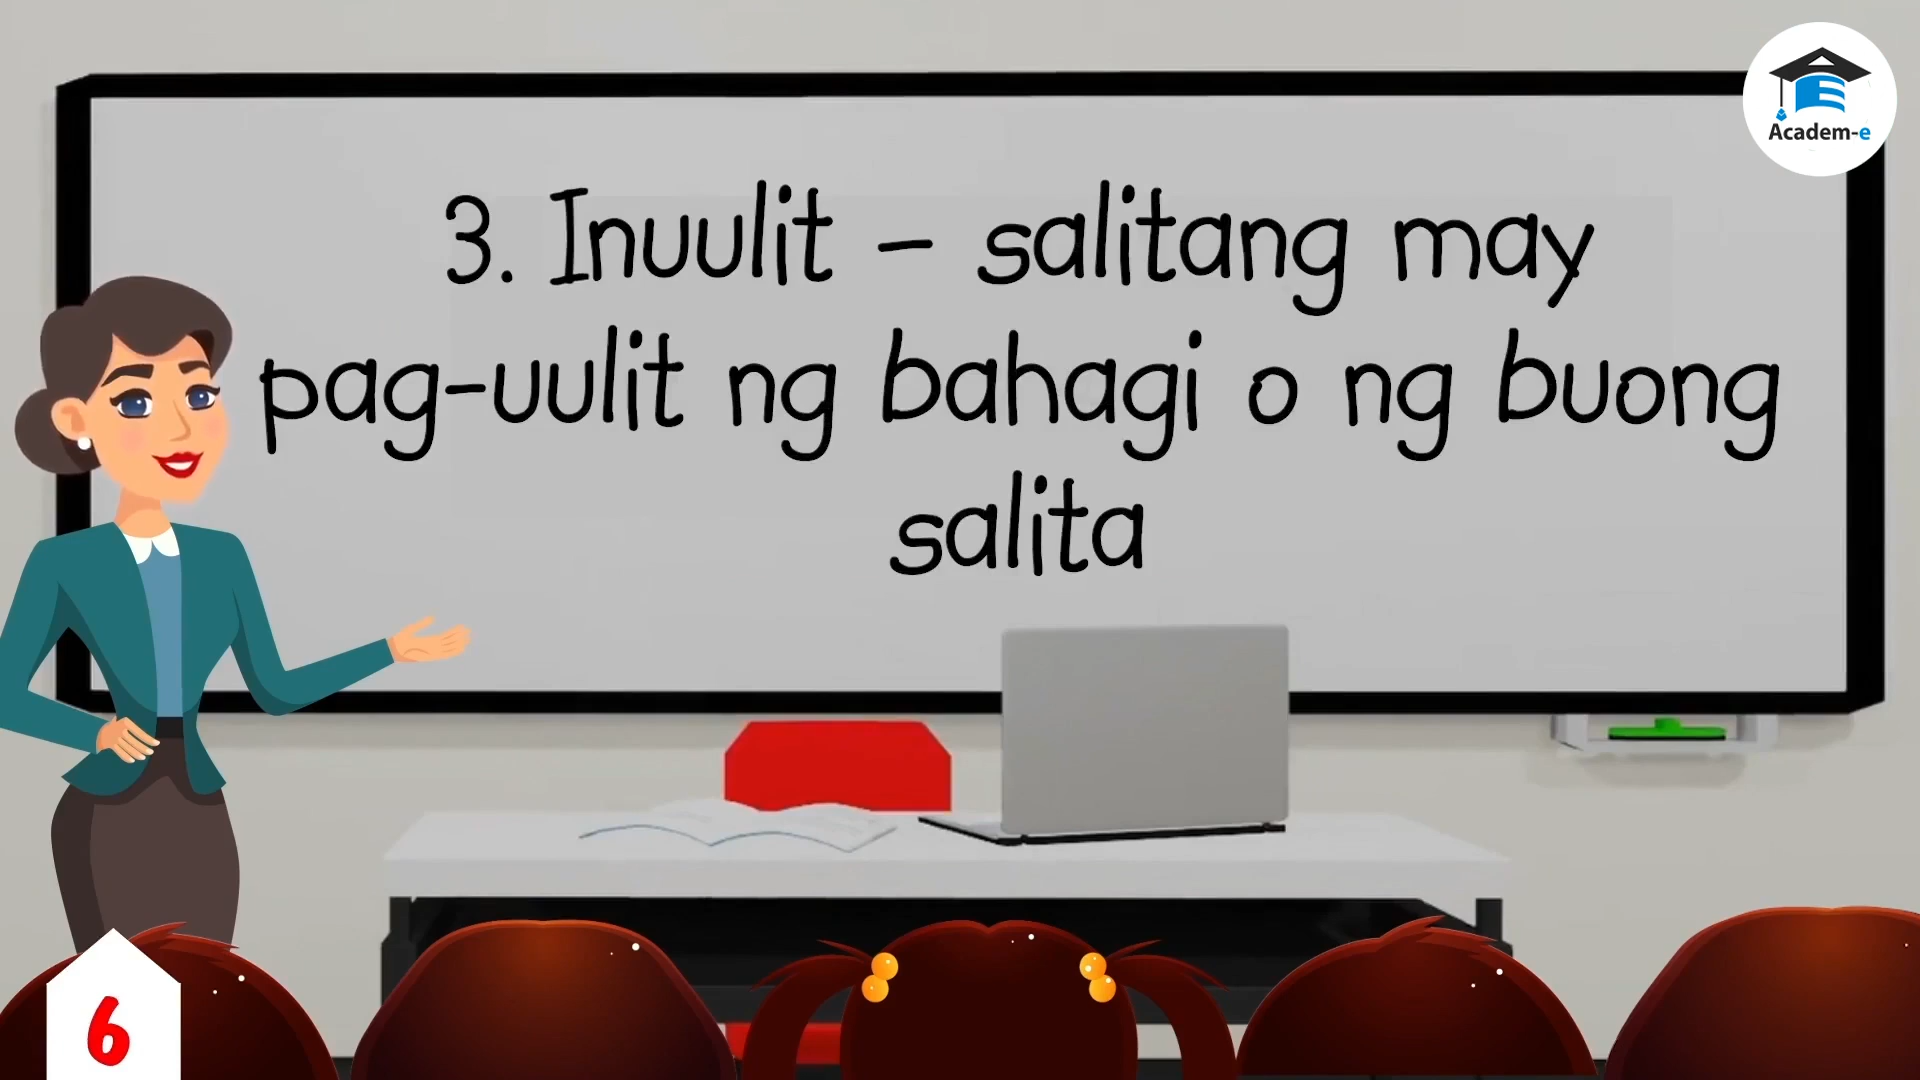 Academ-e
3. Inuulit - salitang may
pag-uulit ng bahagi o ng buong
salita
6